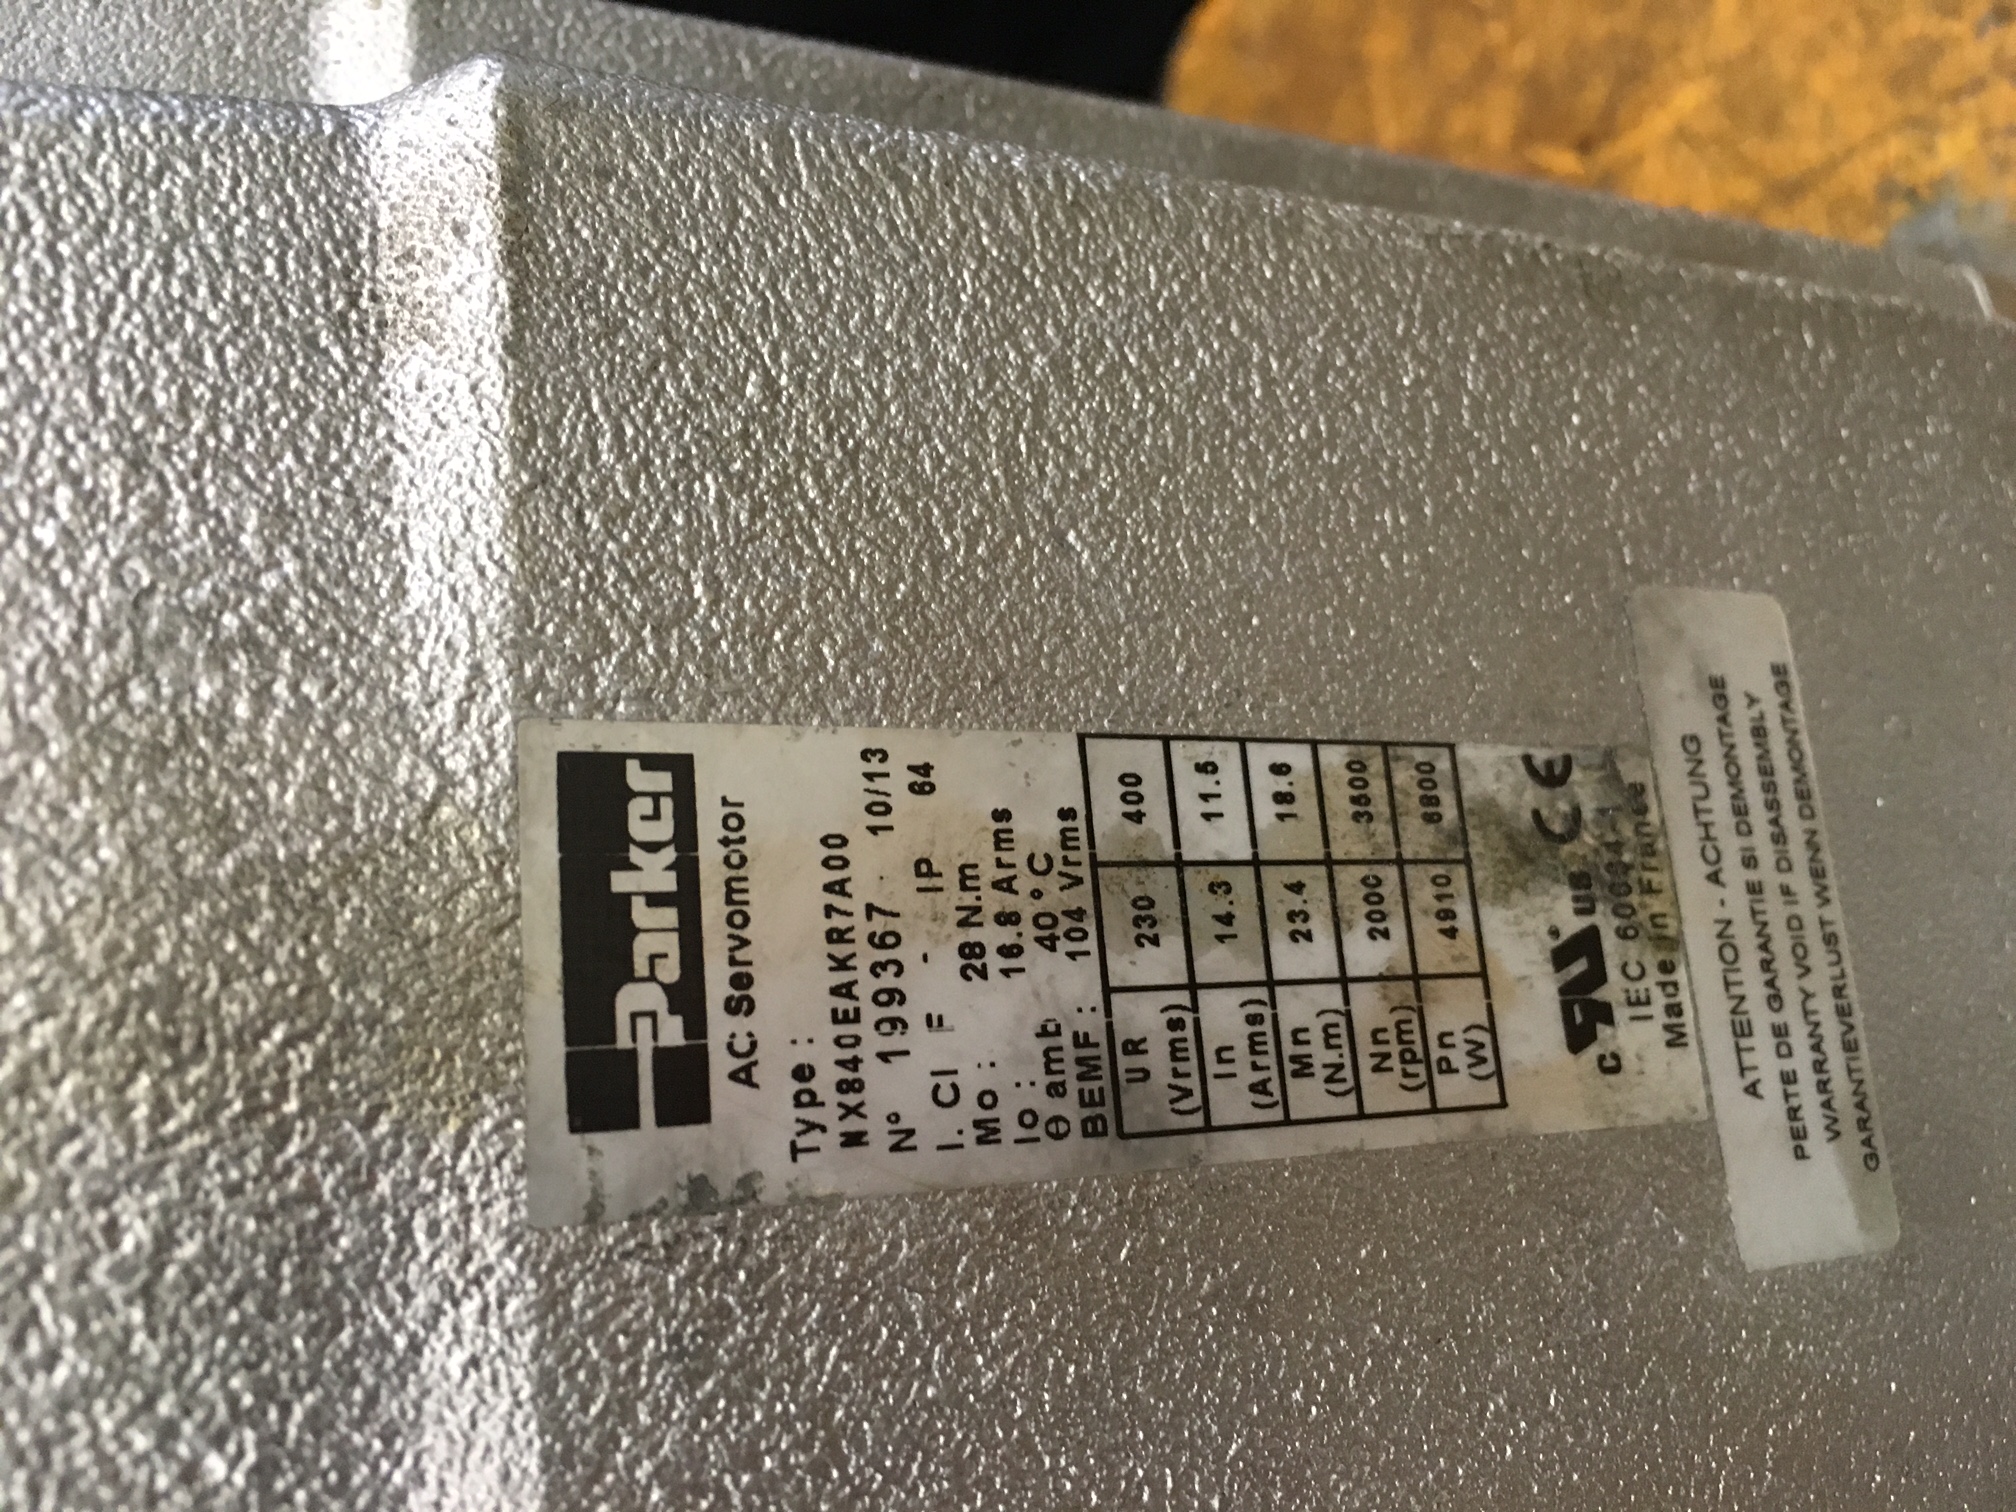 Parker
AC Servomotor
Type :
NX840EAKR7A00
N° 199367 10/13
I. Cl F - IP 64
Mo : 28 N.m
Io : 16.8 Arms
Θ amb 40°C
BEMF : 104 Vrms
UR (Vrms) 230 400
In (Arms) 14.3 11.5
Mn (N.m) 23.4 18.6
Nn (rpm) 2000 3500
Pn (W) 4910 6800
c RU us CE
IEC 60034-1
Made in France
ATTENTION - ACHTUNG
PERTE DE GARANTIE SI DEMONTAGE
WARRANTY VOID IF DISASSEMBLY
GARANTIEVERLUST WENN DEMONTAGE